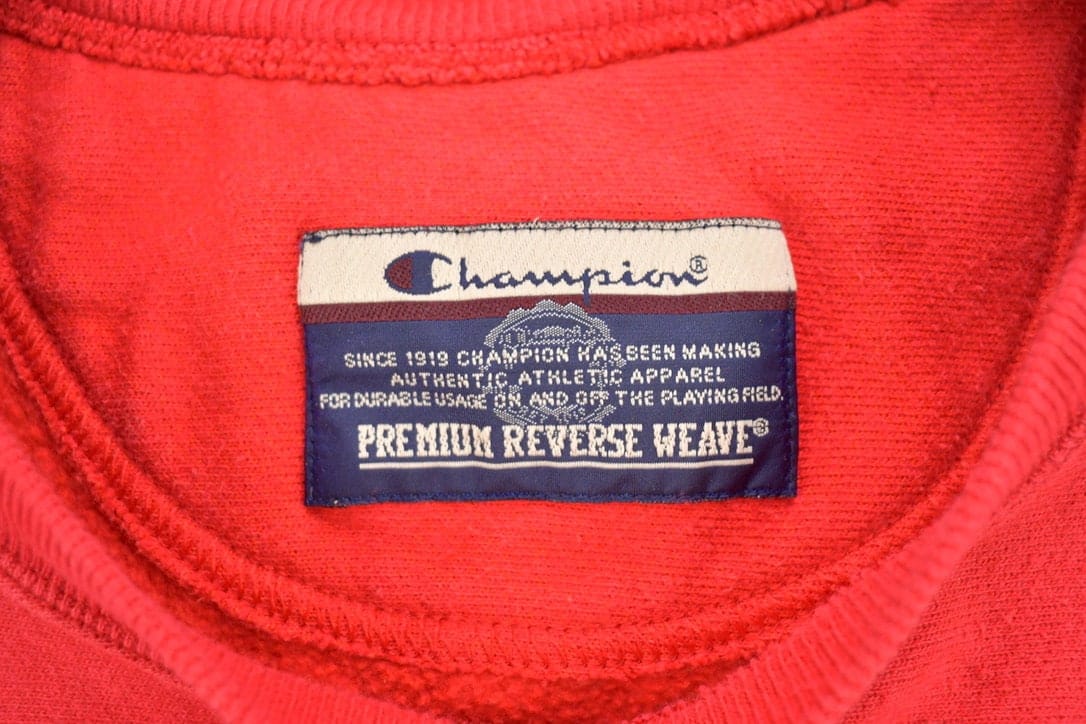 Champion®
SINCE 1919 CHAMPION HAS BEEN MAKING
AUTHENTIC ATHLETIC APPAREL
FOR DURABLE USAGE ON AND OFF THE PLAYING FIELD.
PREMIUM REVERSE WEAVE®